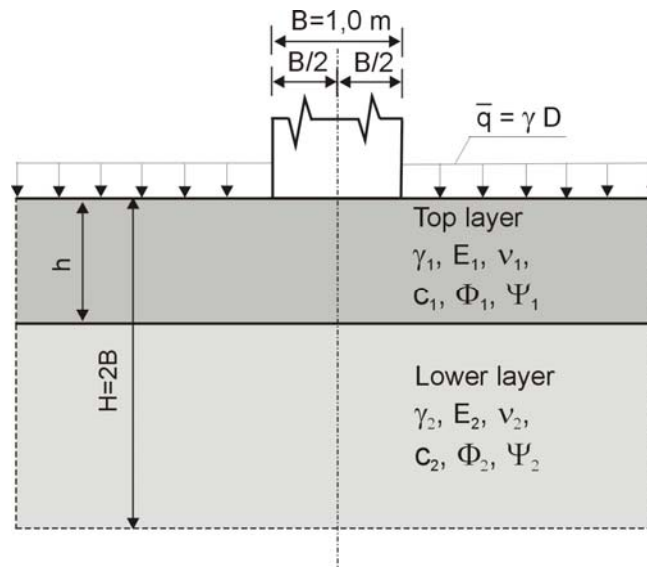 B=1,0 m
B/2 B/2
q̅ = γ D
Top layer
γ₁, E₁, ν₁,
c₁, Φ₁, Ψ₁
h
H=2B
Lower layer
γ₂, E₂, ν₂,
c₂, Φ₂, Ψ₂